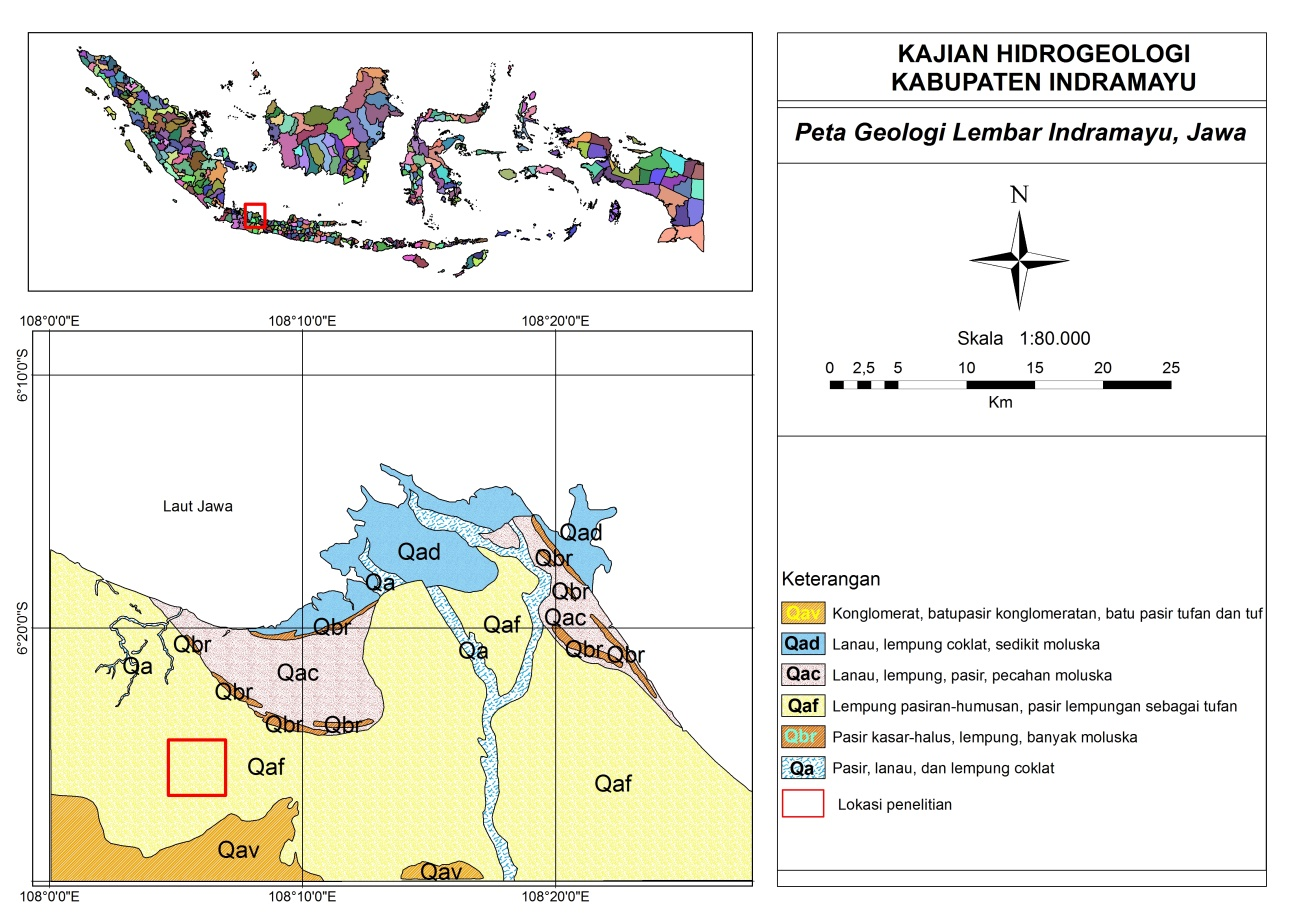 KAJIAN HIDROGEOLOGI
KABUPATEN INDRAMAYU
Peta Geologi Lembar Indramayu, Jawa
N
Skala 1:80.000
0 2,5 5 10 15 20 25
Km
108°0'0"E 108°10'0"E 108°20'0"E
6°10'0"S
6°20'0"S
Laut Jawa
Qad
Qad
Qbr
Qa
Qbr
Qbr
Qaf
Qac
Qbr
Qa
Qbr
Qbr
Qa
Qac
Qbr
Qbr
Qbr
Qaf
Qaf
Qav
Qav
108°0'0"E 108°10'0"E 108°20'0"E
Keterangan
Qav Konglomerat, batupasir konglomeratan, batu pasir tufan dan tuf
Qad Lanau, lempung coklat, sedikit moluska
Qac Lanau, lempung, pasir, pecahan moluska
Qaf Lempung pasiran-humusan, pasir lempungan sebagai tufan
Qbr Pasir kasar-halus, lempung, banyak moluska
Qa Pasir, lanau, dan lempung coklat
Lokasi penelitian